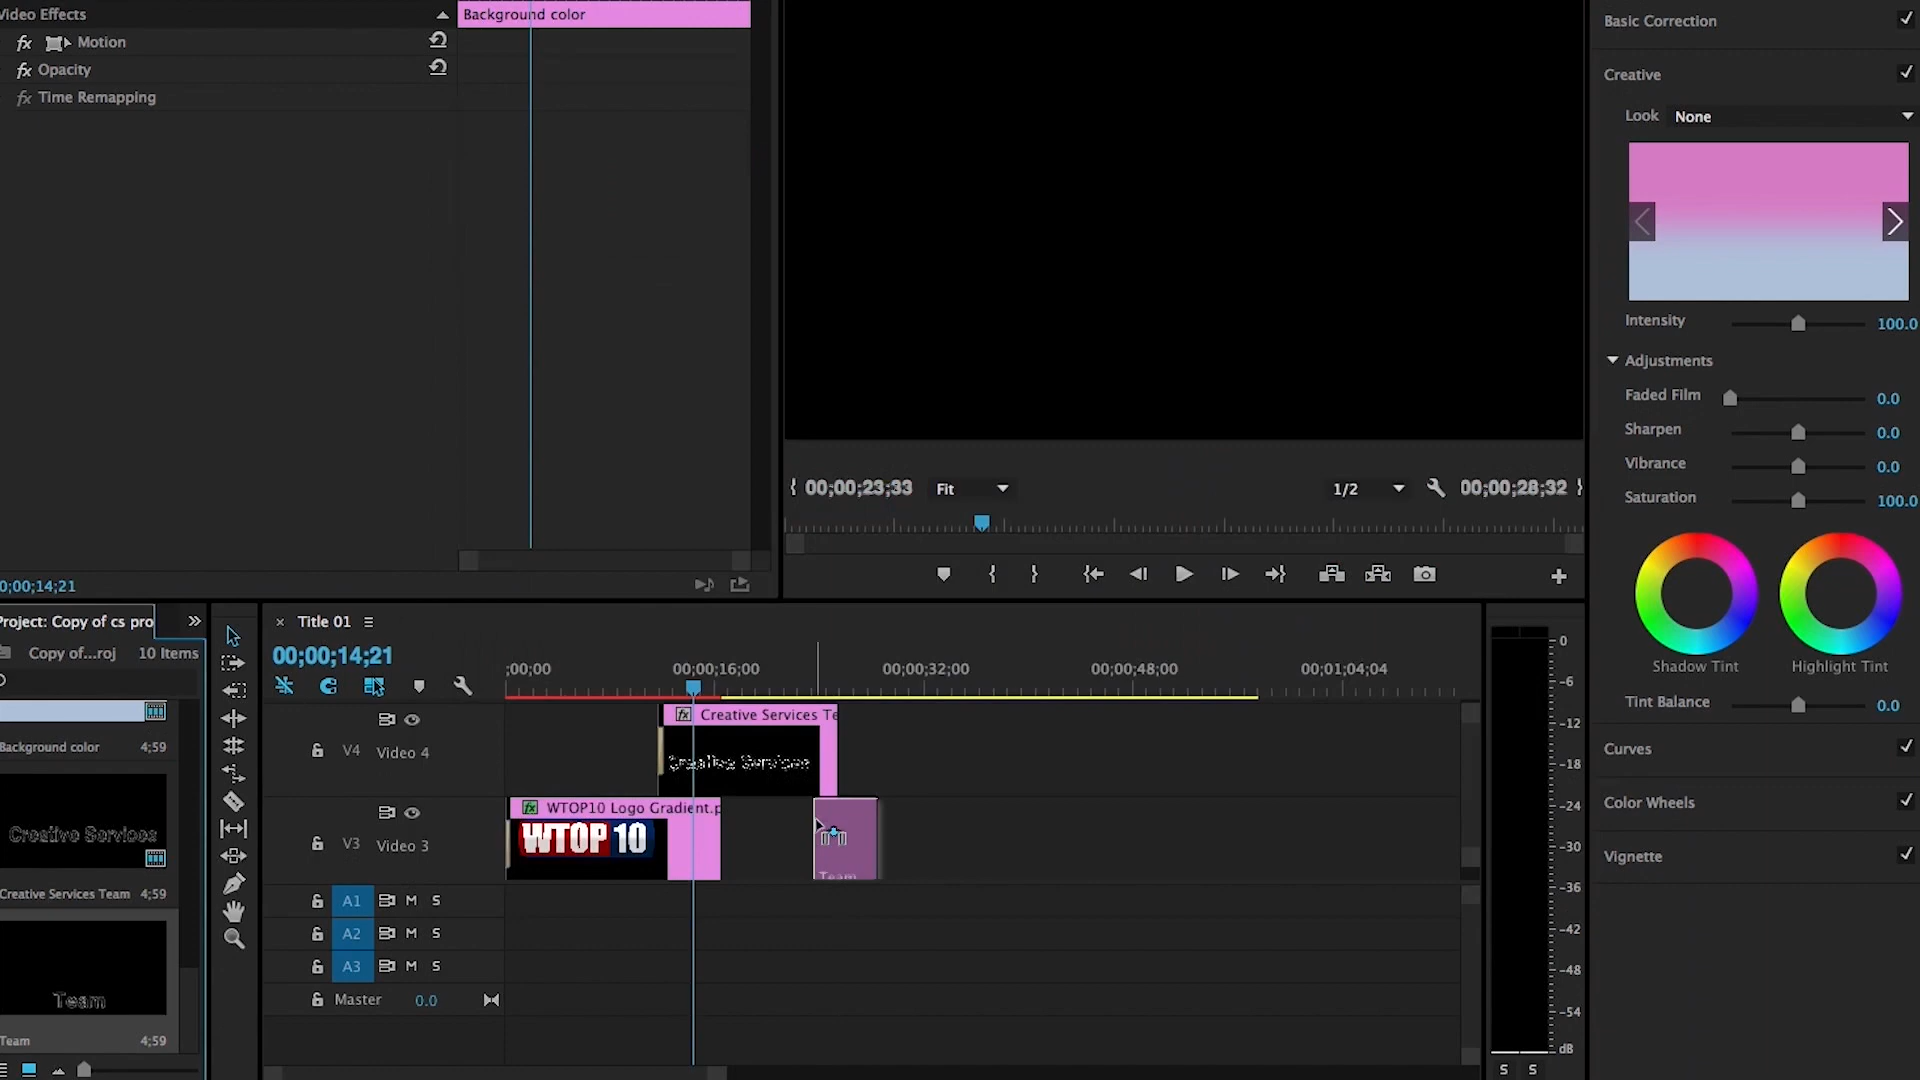 Video Effects
Background color
fx Motion
fx Opacity
fx Time Remapping
0;00;14;21
Basic Correction
Creative
Look None
Intensity 100.0
Adjustments
Faded Film 0.0
Sharpen 0.0
Vibrance 0.0
Saturation 100.0
Shadow Tint Highlight Tint
Tint Balance 0.0
Curves
Color Wheels
Vignette
00;00;23;33 Fit 1/2 00;00;28;32
Project: Copy of cs pro
Copy of...roj 10 Items
Background color 4;59
Creative Services
Creative Services Team 4;59
Team
Team 4;59
Title 01
00;00;14;21
;00;00 00;00;16;00 00;00;32;00 00;00;48;00 00;01;04;04
V4 Video 4
fx Creative Services Te
Creative Services
V3 Video 3
fx WTOP10 Logo Gradient.p
WTOP 10
Team
A1 M S
A2 M S
A3 M S
Master 0.0
0
-6
-12
-18
-24
-30
-36
-42
-48
-54
dB
S S